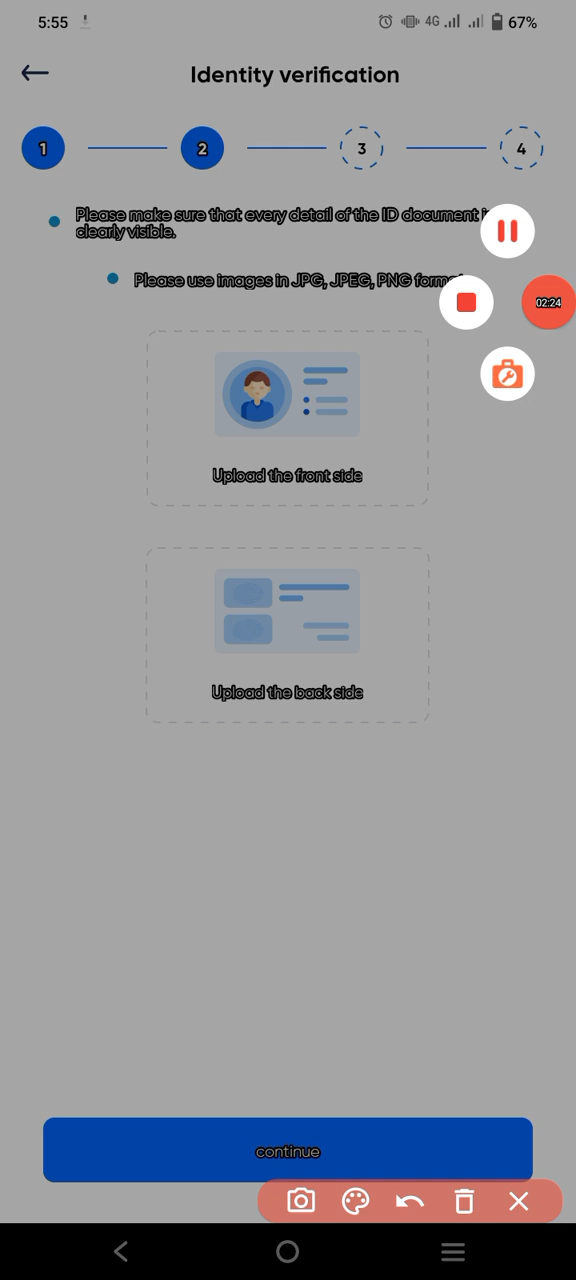 5:55 4G 67%
Identity verification
1 2 3 4
Please make sure that every detail of the ID document
clearly visible.
Please use images in JPG, JPEG, PNG
02:24
Upload the front side
Upload the back side
continue